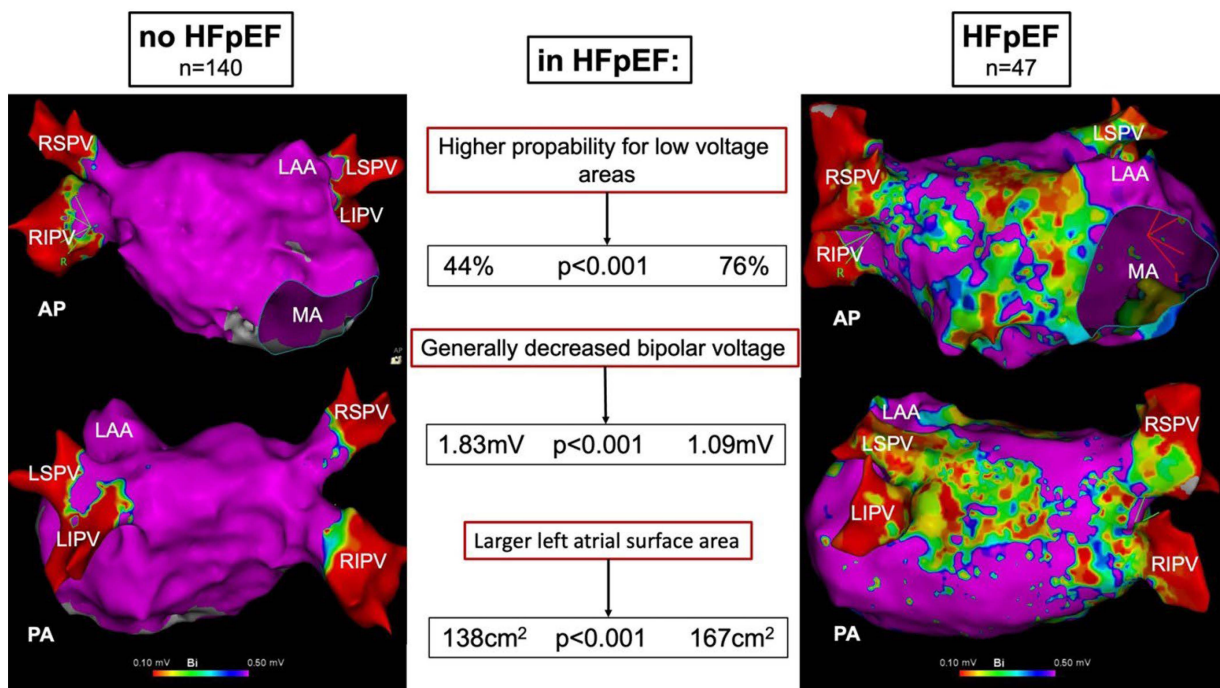 no HFpEF
n=140
in HFpEF:
HFpEF
n=47
RSPV
LAA
LSPV
LIPV
RIPV
R
MA
AP
AP
LAA
RSPV
LSPV
LIPV
RIPV
PA
0.10 mV Bi 0.50 mV
Higher propability for low voltage
areas
44% p<0.001 76%
Generally decreased bipolar voltage
1.83mV p<0.001 1.09mV
Larger left atrial surface area
138cm² p<0.001 167cm²
LSPV
LAA
RSPV
RIPV
R
MA
AP
LAA
LSPV
RSPV
LIPV
RIPV
PA
0.10 mV Bi 0.50 mV